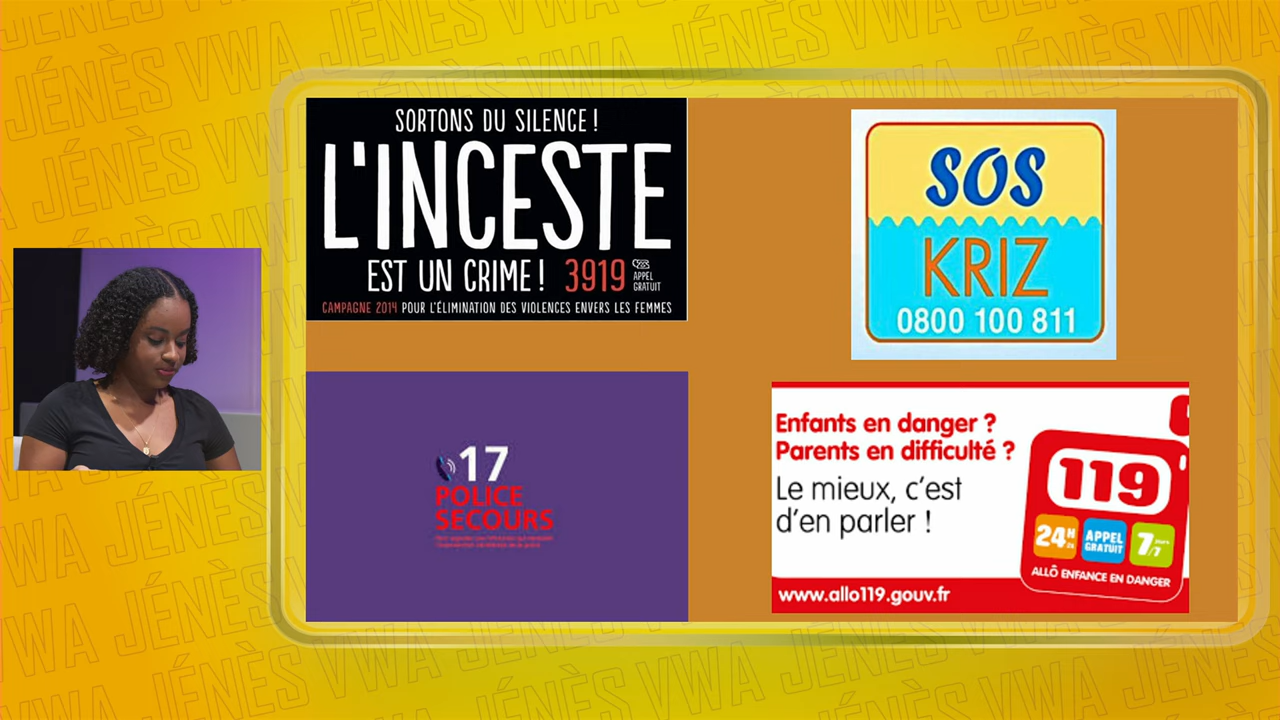 JÉNÈS VWA
SORTONS DU SILENCE !
L'INCESTE
EST UN CRIME ! 3919
APPEL
GRATUIT
CAMPAGNE 2014 POUR L'ÉLIMINATION DES VIOLENCES ENVERS LES FEMMES
SOS
KRIZ
0800 100 811
17
POLICE
SECOURS
Enfants en danger ?
Parents en difficulté ?
Le mieux, c'est
d'en parler !
119
24H
APPEL
GRATUIT
7 jours
/7
ALLÔ ENFANCE EN DANGER
www.allo119.gouv.fr